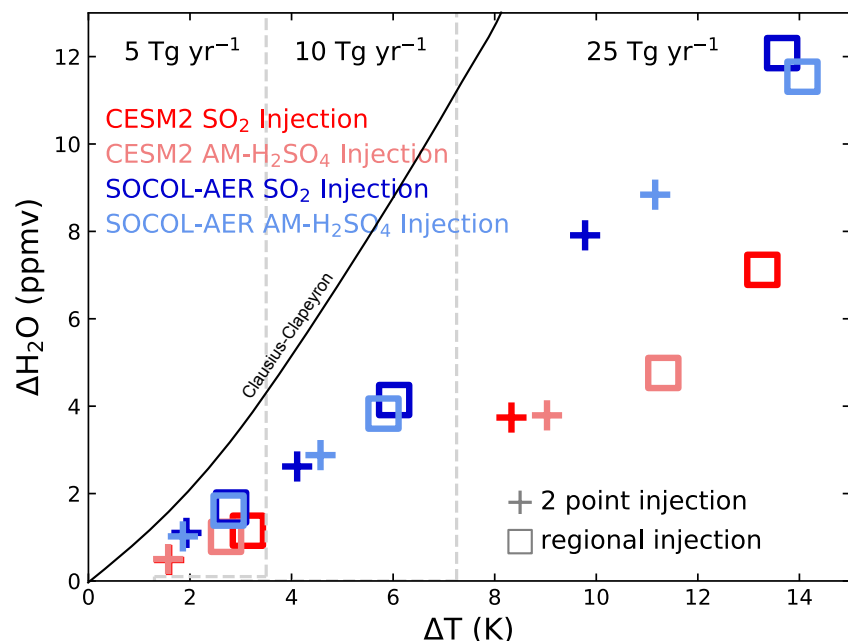 5 Tg yr⁻¹ 10 Tg yr⁻¹ 25 Tg yr⁻¹
CESM2 SO₂ Injection
CESM2 AM-H₂SO₄ Injection
SOCOL-AER SO₂ Injection
SOCOL-AER AM-H₂SO₄ Injection
Clausius-Clapeyron
2 point injection
regional injection
12
10
8
6
4
2
0
ΔH₂O (ppmv)
0 2 4 6 8 10 12 14
ΔT (K)